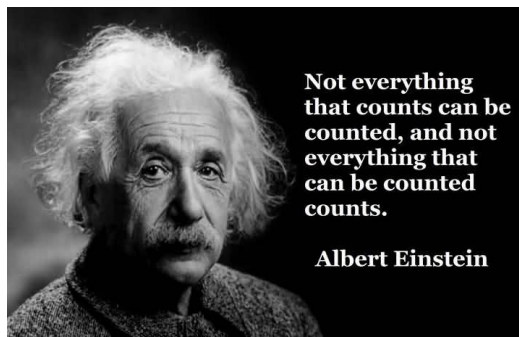 Not everything
that counts can be
counted, and not
everything that
can be counted
counts.
Albert Einstein